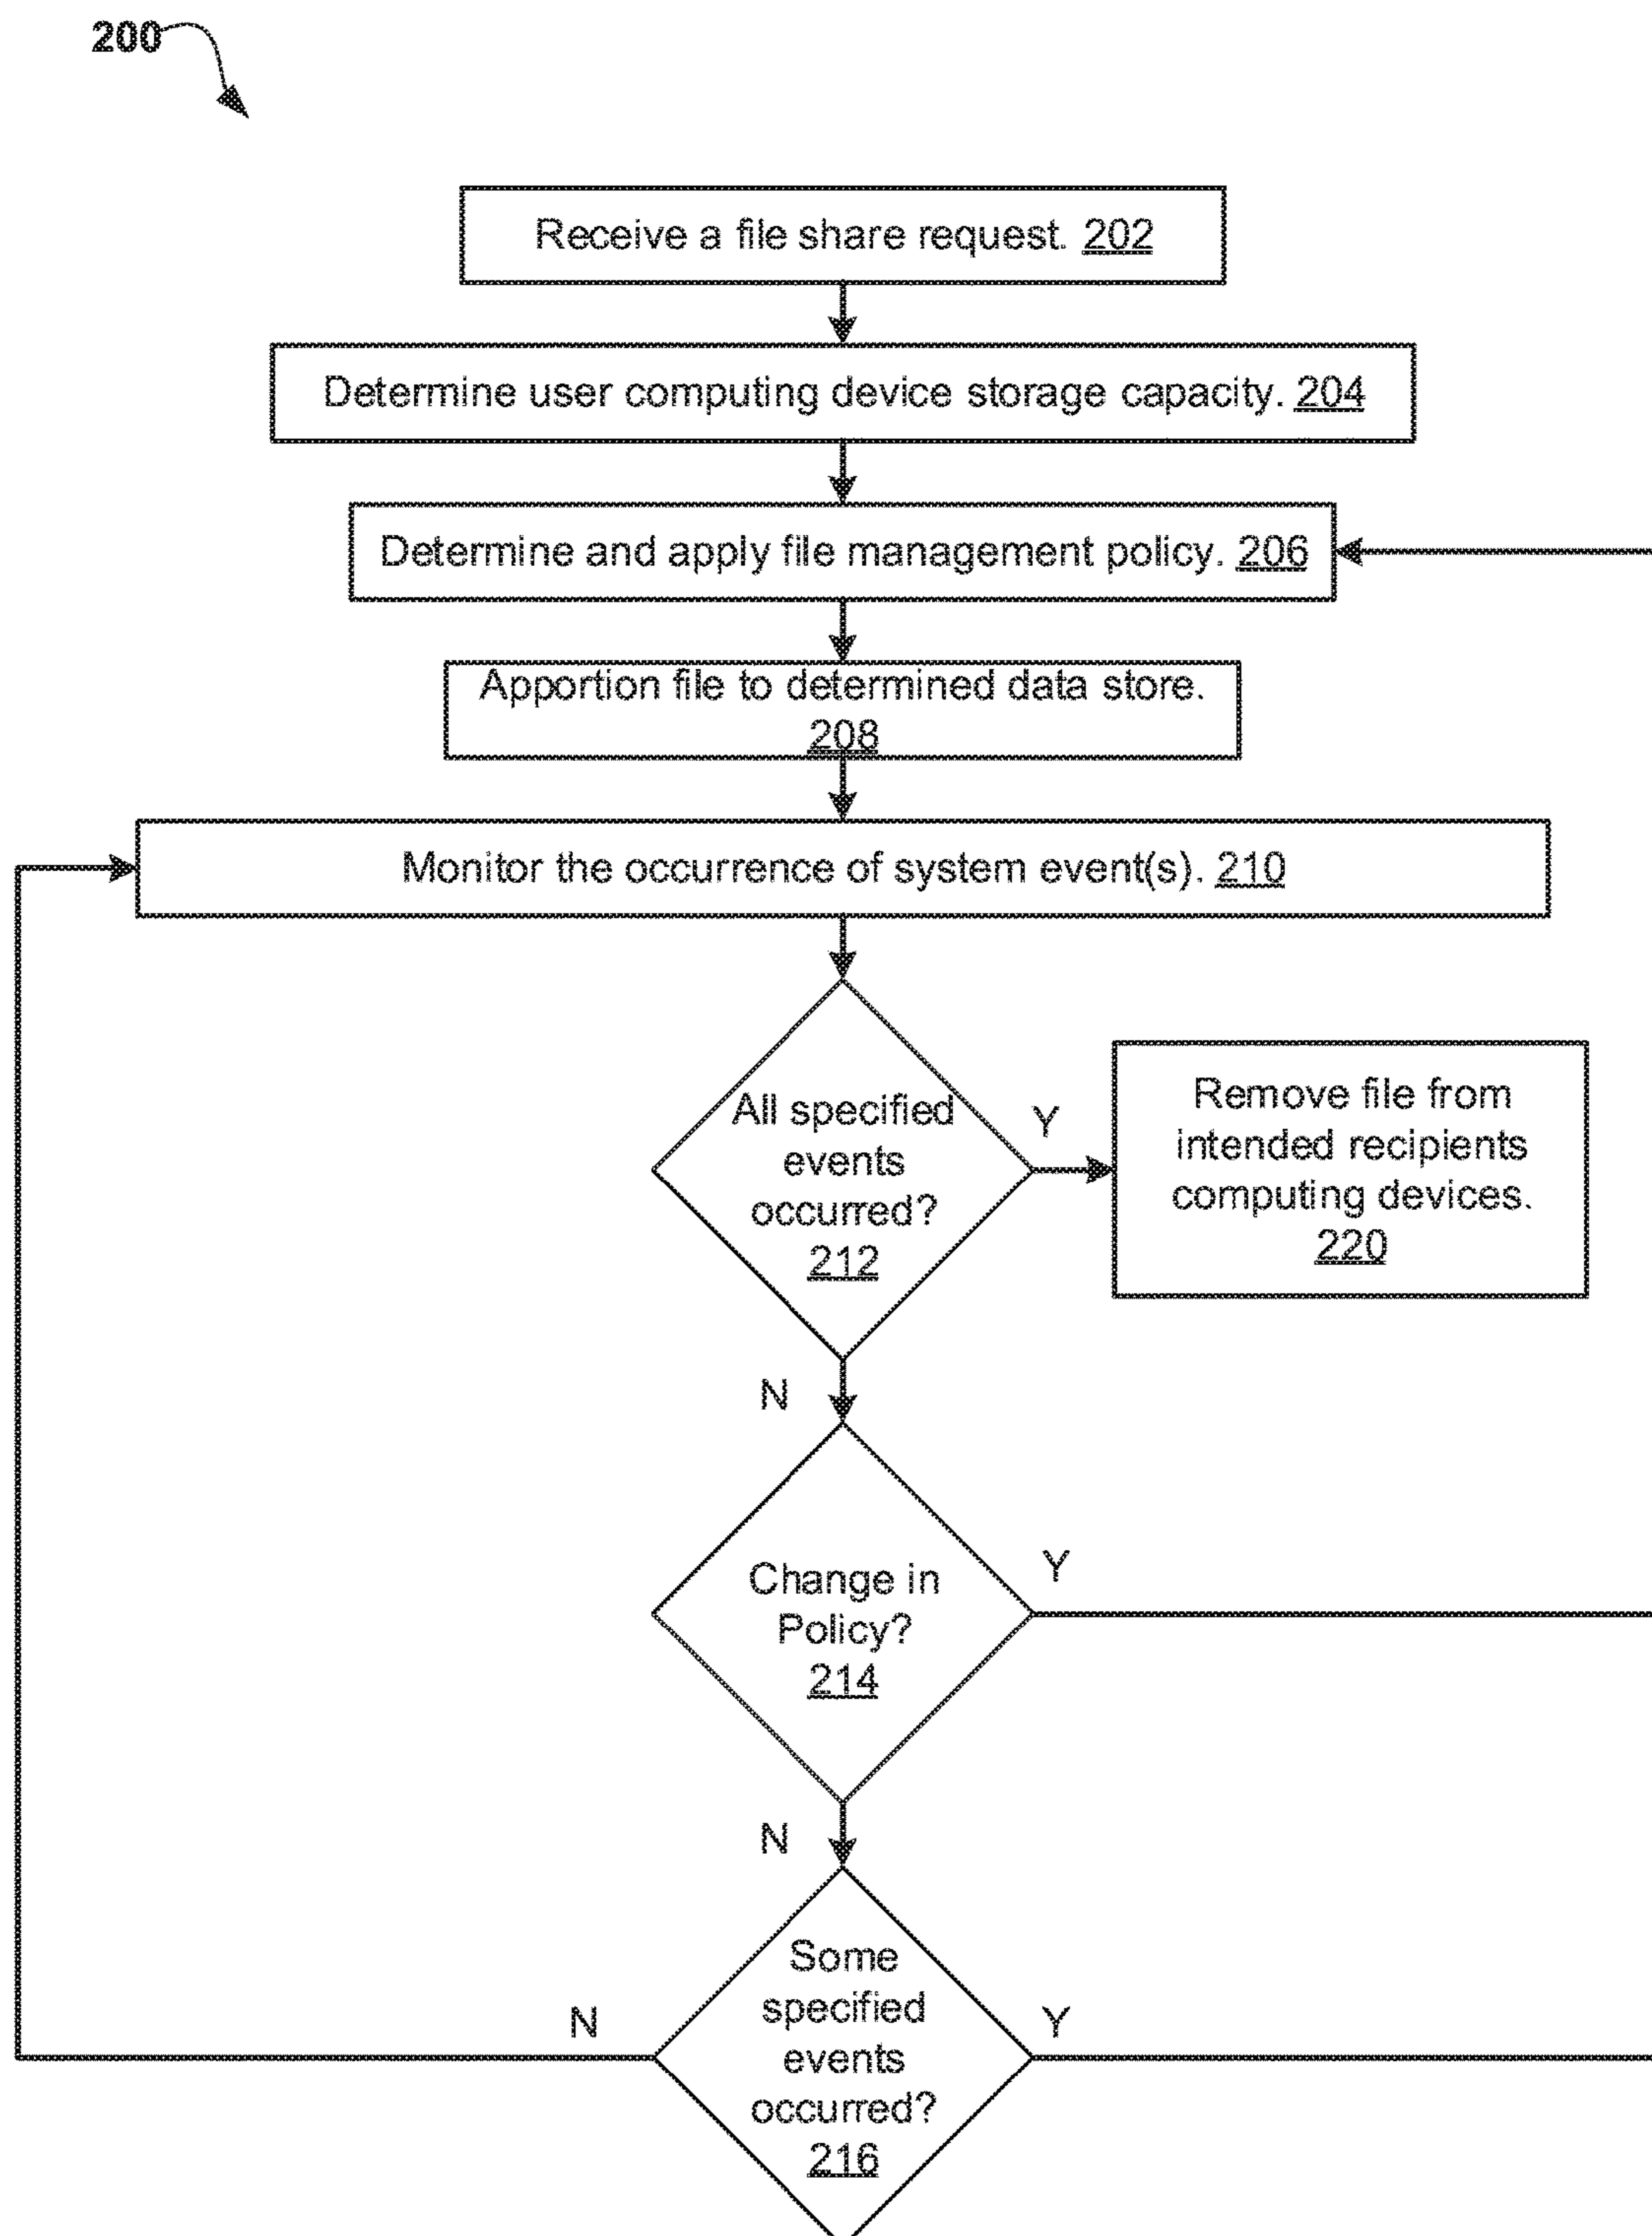 200
Receive a file share request. 202
Determine user computing device storage capacity. 204
Determine and apply file management policy. 206
Apportion file to determined data store.
208
Monitor the occurrence of system event(s). 210
All specified
events
occurred?
212
Y
Remove file from
intended recipients
computing devices.
220
N
Change in
Policy?
214
Y
N
Some
specified
events
occurred?
216
N
Y